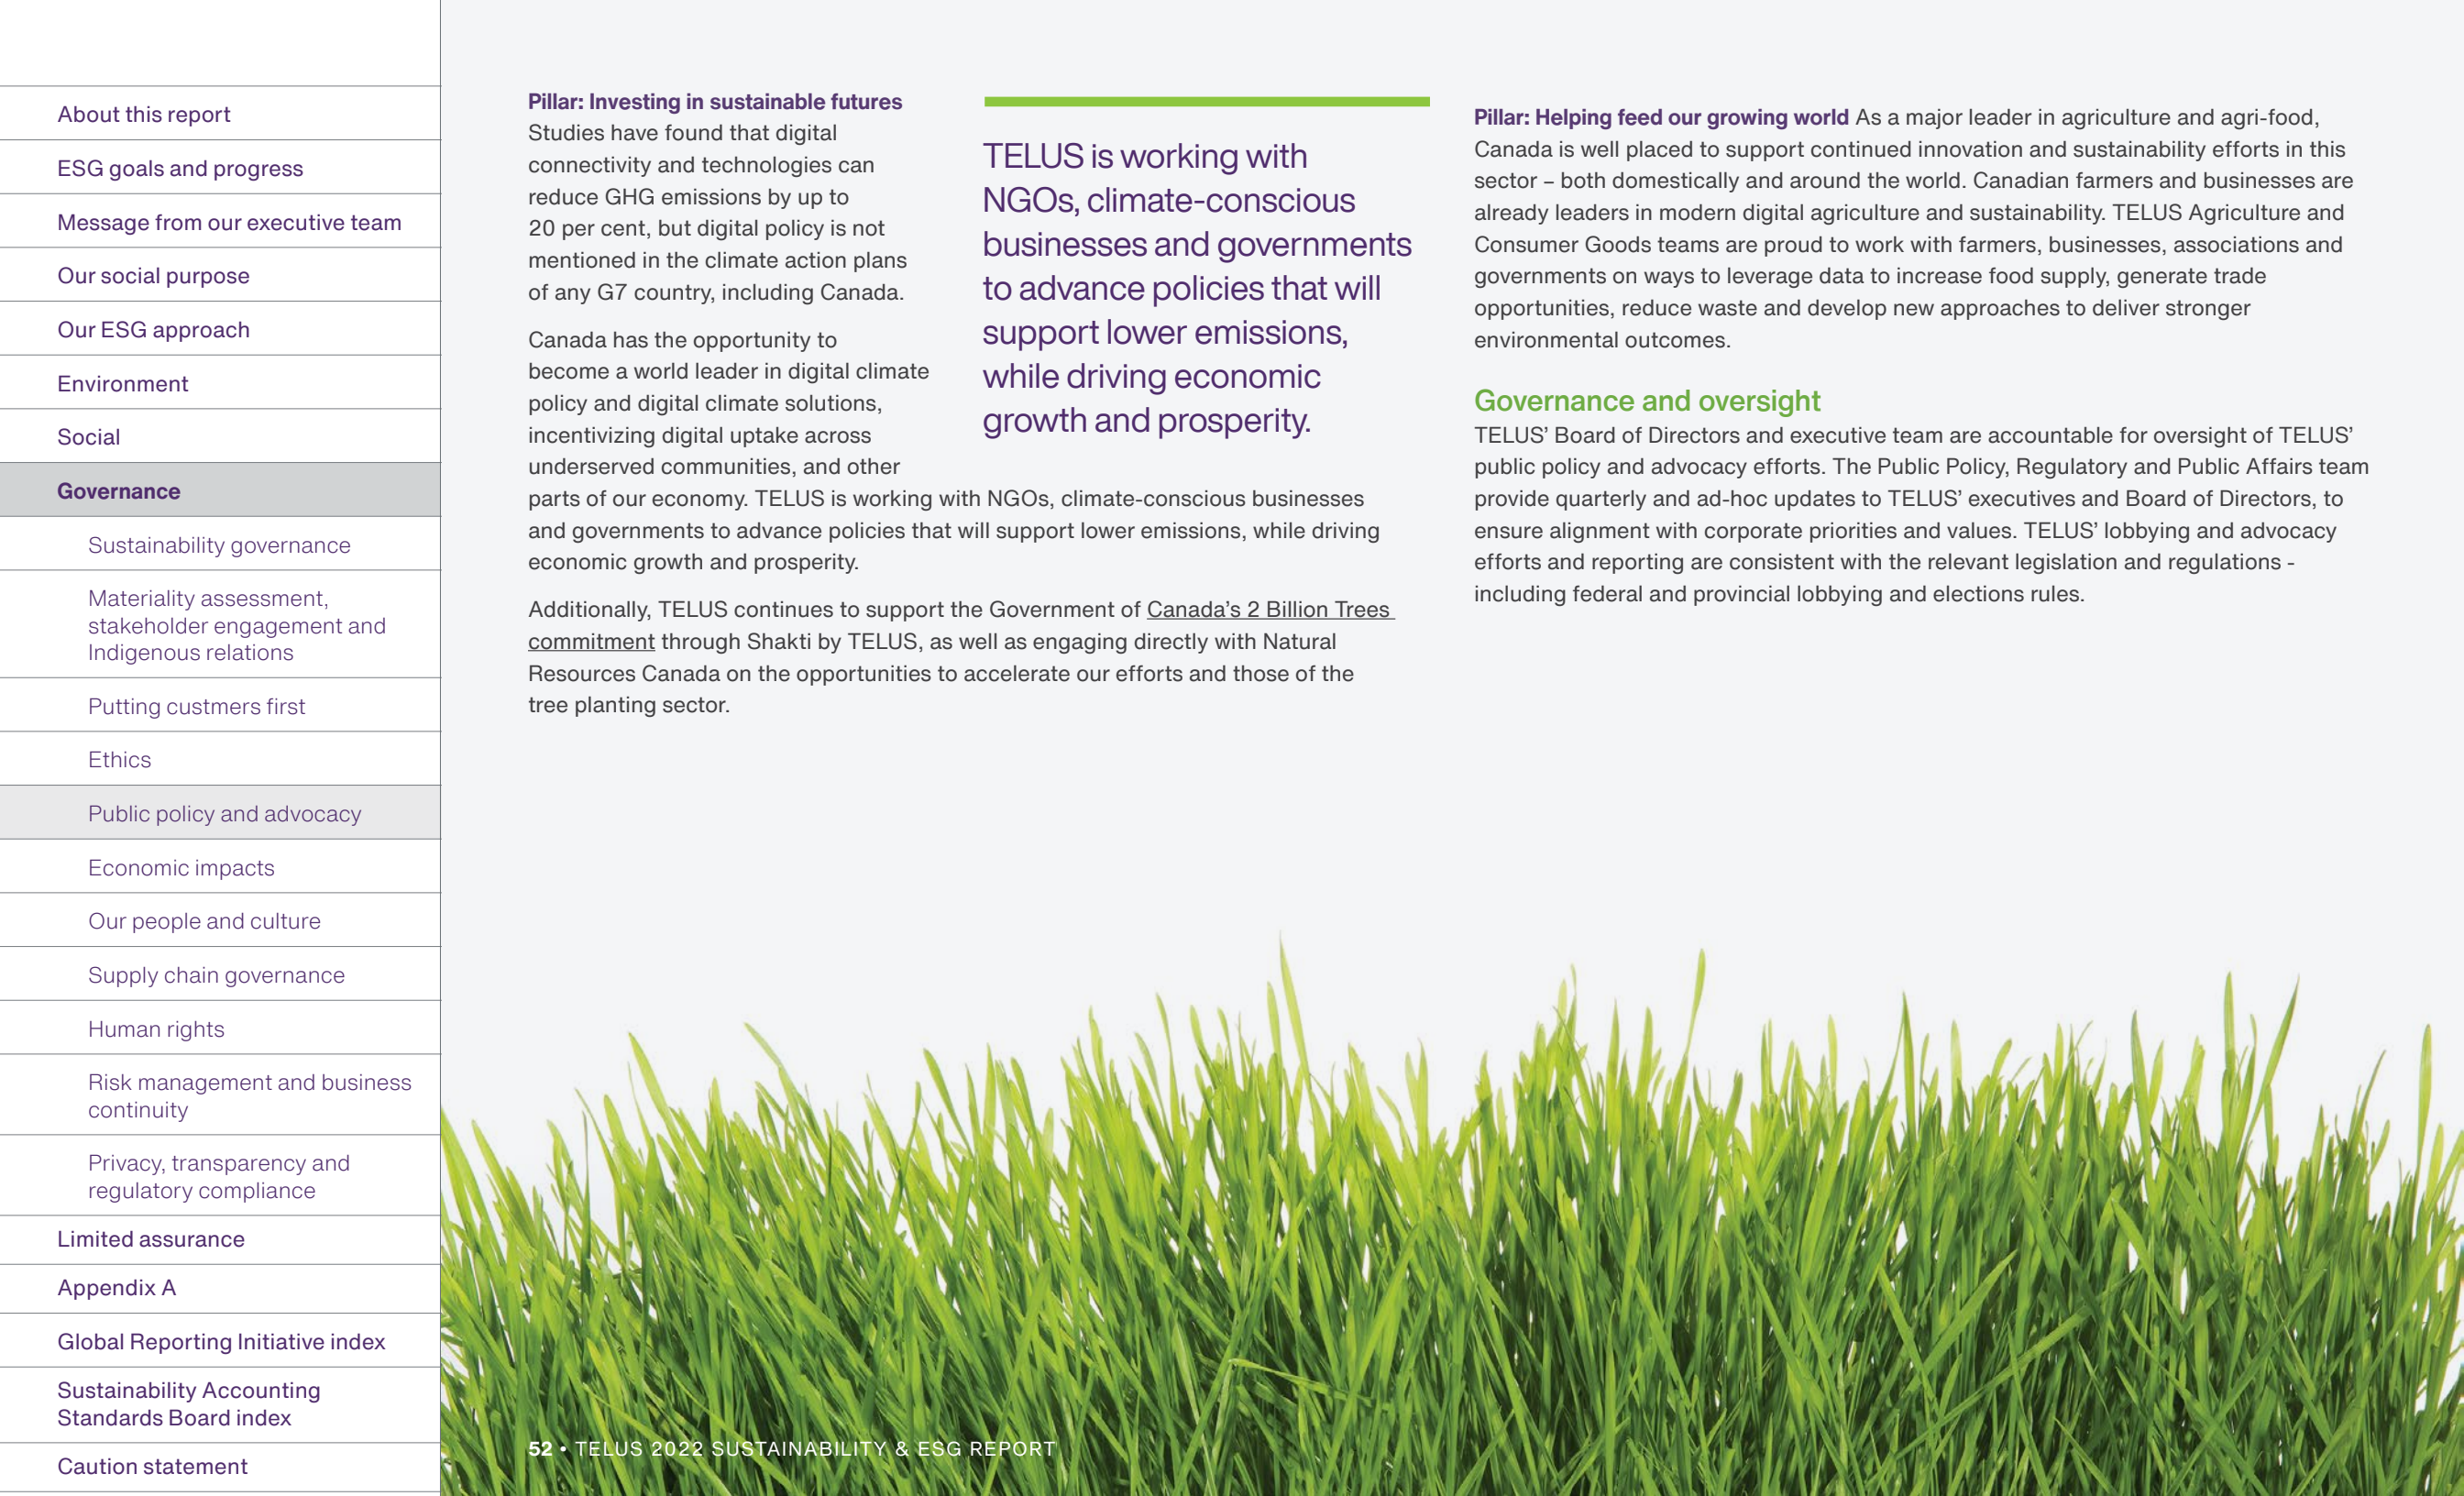 About this report
ESG goals and progress
Message from our executive team
Our social purpose
Our ESG approach
Environment
Social
Governance
Sustainability governance
Materiality assessment,
stakeholder engagement and
Indigenous relations
Putting custmers first
Ethics
Public policy and advocacy
Economic impacts
Our people and culture
Supply chain governance
Human rights
Risk management and business
continuity
Privacy, transparency and
regulatory compliance
Limited assurance
Appendix A
Global Reporting Initiative index
Sustainability Accounting
Standards Board index
Caution statement
Pillar: Investing in sustainable futures
Studies have found that digital
connectivity and technologies can
reduce GHG emissions by up to
20 per cent, but digital policy is not
mentioned in the climate action plans
of any G7 country, including Canada.
Canada has the opportunity to
become a world leader in digital climate
policy and digital climate solutions,
incentivizing digital uptake across
underserved communities, and other
parts of our economy. TELUS is working with NGOs, climate-conscious businesses
and governments to advance policies that will support lower emissions, while driving
economic growth and prosperity.
Additionally, TELUS continues to support the Government of Canada’s 2 Billion Trees
commitment through Shakti by TELUS, as well as engaging directly with Natural
Resources Canada on the opportunities to accelerate our efforts and those of the
tree planting sector.
TELUS is working with
NGOs, climate-conscious
businesses and governments
to advance policies that will
support lower emissions,
while driving economic
growth and prosperity.
Pillar: Helping feed our growing world As a major leader in agriculture and agri-food,
Canada is well placed to support continued innovation and sustainability efforts in this
sector – both domestically and around the world. Canadian farmers and businesses are
already leaders in modern digital agriculture and sustainability. TELUS Agriculture and
Consumer Goods teams are proud to work with farmers, businesses, associations and
governments on ways to leverage data to increase food supply, generate trade
opportunities, reduce waste and develop new approaches to deliver stronger
environmental outcomes.
Governance and oversight
TELUS’ Board of Directors and executive team are accountable for oversight of TELUS’
public policy and advocacy efforts. The Public Policy, Regulatory and Public Affairs team
provide quarterly and ad-hoc updates to TELUS’ executives and Board of Directors, to
ensure alignment with corporate priorities and values. TELUS’ lobbying and advocacy
efforts and reporting are consistent with the relevant legislation and regulations -
including federal and provincial lobbying and elections rules.
52 • TELUS 2022 SUSTAINABILITY & ESG REPORT